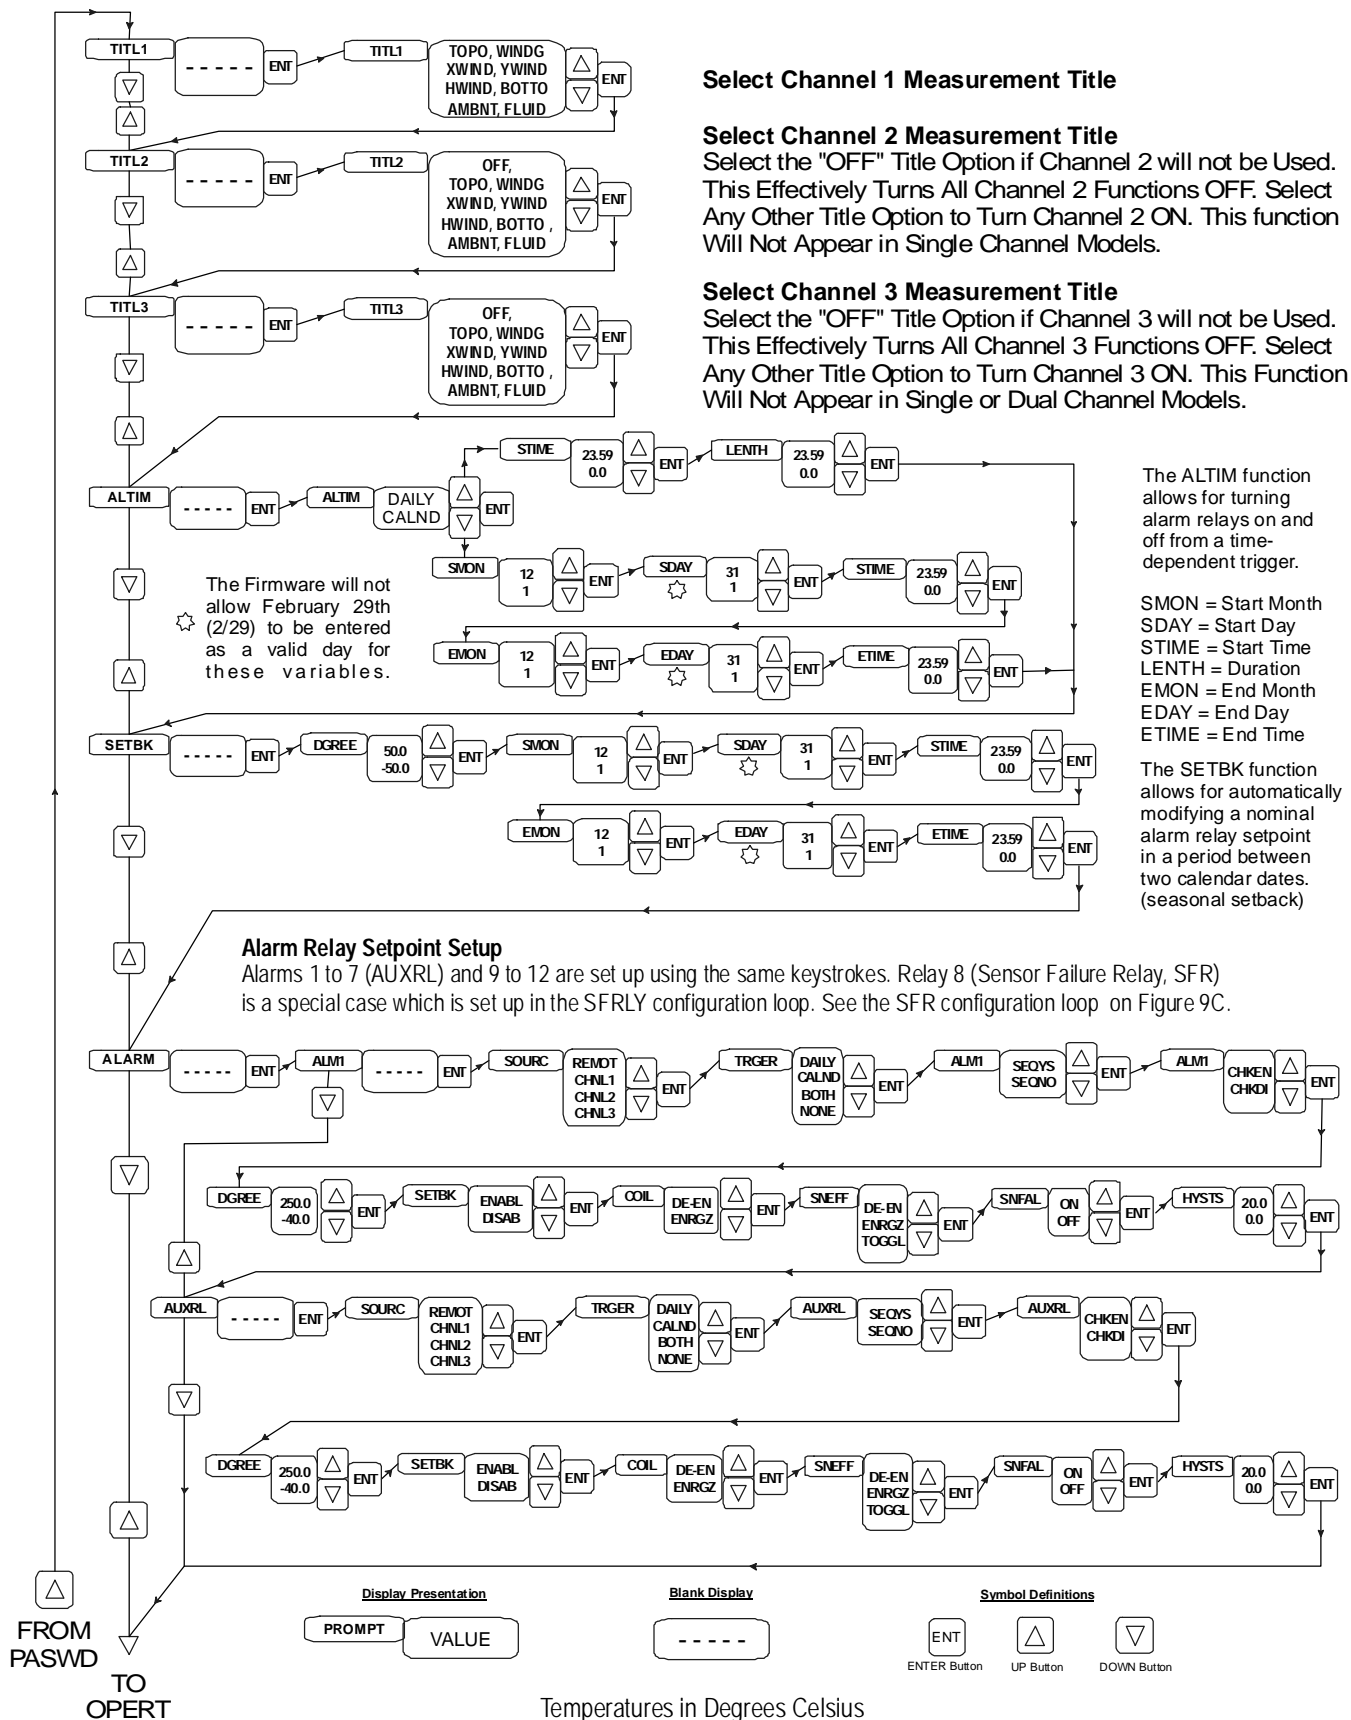 TITL1
- - - - -
ENT
TITL1
TOPO, WINDG
XWIND, YWIND
HWIND, BOTTO
AMBNT, FLUID
ENT
Select Channel 1 Measurement Title
TITL2
- - - - -
ENT
TITL2
OFF,
TOPO, WINDG
XWIND, YWIND
HWIND, BOTTO ,
AMBNT, FLUID
ENT
Select Channel 2 Measurement Title
Select the "OFF" Title Option if Channel 2 will not be Used.
This Effectively Turns All Channel 2 Functions OFF. Select
Any Other Title Option to Turn Channel 2 ON. This function
Will Not Appear in Single Channel Models.
TITL3
- - - - -
ENT
TITL3
OFF,
TOPO, WINDG
XWIND, YWIND
HWIND, BOTTO ,
AMBNT, FLUID
ENT
Select Channel 3 Measurement Title
Select the "OFF" Title Option if Channel 3 will not be Used.
This Effectively Turns All Channel 3 Functions OFF. Select
Any Other Title Option to Turn Channel 3 ON. This Function
Will Not Appear in Single or Dual Channel Models.
ALTIM
- - - - -
ENT
ALTIM
DAILY
CALND
ENT
STIME
23.59
0.0
ENT
LENTH
23.59
0.0
ENT
SMON
12
1
ENT
SDAY
31
1
ENT
STIME
23.59
0.0
ENT
EMON
12
1
ENT
EDAY
31
1
ENT
ETIME
23.59
0.0
ENT
The Firmware will not
allow February 29th
(2/29) to be entered
as a valid day for
these variables.
The ALTIM function
allows for turning
alarm relays on and
off from a time-
dependent trigger.
SMON = Start Month
SDAY = Start Day
STIME = Start Time
LENTH = Duration
EMON = End Month
EDAY = End Day
ETIME = End Time
The SETBK function
allows for automatically
modifying a nominal
alarm relay setpoint
in a period between
two calendar dates.
(seasonal setback)
SETBK
- - - - -
ENT
DGREE
50.0
-50.0
ENT
SMON
12
1
ENT
SDAY
31
1
ENT
STIME
23.59
0.0
ENT
EMON
12
1
ENT
EDAY
31
1
ENT
ETIME
23.59
0.0
ENT
Alarm Relay Setpoint Setup
Alarms 1 to 7 (AUXRL) and 9 to 12 are set up using the same keystrokes. Relay 8 (Sensor Failure Relay, SFR)
is a special case which is set up in the SFRLY configuration loop. See the SFR configuration loop on Figure 9C.
ALARM
- - - - -
ENT
ALM1
- - - - -
ENT
SOURC
REMOT
CHNL1
CHNL2
CHNL3
ENT
TRGER
DAILY
CALND
BOTH
NONE
ENT
ALM1
SEQYS
SEQNO
ENT
ALM1
CHKEN
CHKDI
ENT
DGREE
250.0
-40.0
ENT
SETBK
ENABL
DISAB
ENT
COIL
DE-EN
ENRGZ
ENT
SNEFF
DE-EN
ENRGZ
TOGGL
ENT
SNFAL
ON
OFF
ENT
HYSTS
20.0
0.0
ENT
AUXRL
- - - - -
ENT
SOURC
REMOT
CHNL1
CHNL2
CHNL3
ENT
TRGER
DAILY
CALND
BOTH
NONE
ENT
AUXRL
SEQYS
SEQNO
ENT
AUXRL
CHKEN
CHKDI
ENT
DGREE
250.0
-40.0
ENT
SETBK
ENABL
DISAB
ENT
COIL
DE-EN
ENRGZ
ENT
SNEFF
DE-EN
ENRGZ
TOGGL
ENT
SNFAL
ON
OFF
ENT
HYSTS
20.0
0.0
ENT
FROM
PASWD
TO
OPERT
Display Presentation
PROMPT
VALUE
Blank Display
- - - - -
Symbol Definitions
ENT
ENTER Button
UP Button
DOWN Button
Temperatures in Degrees Celsius